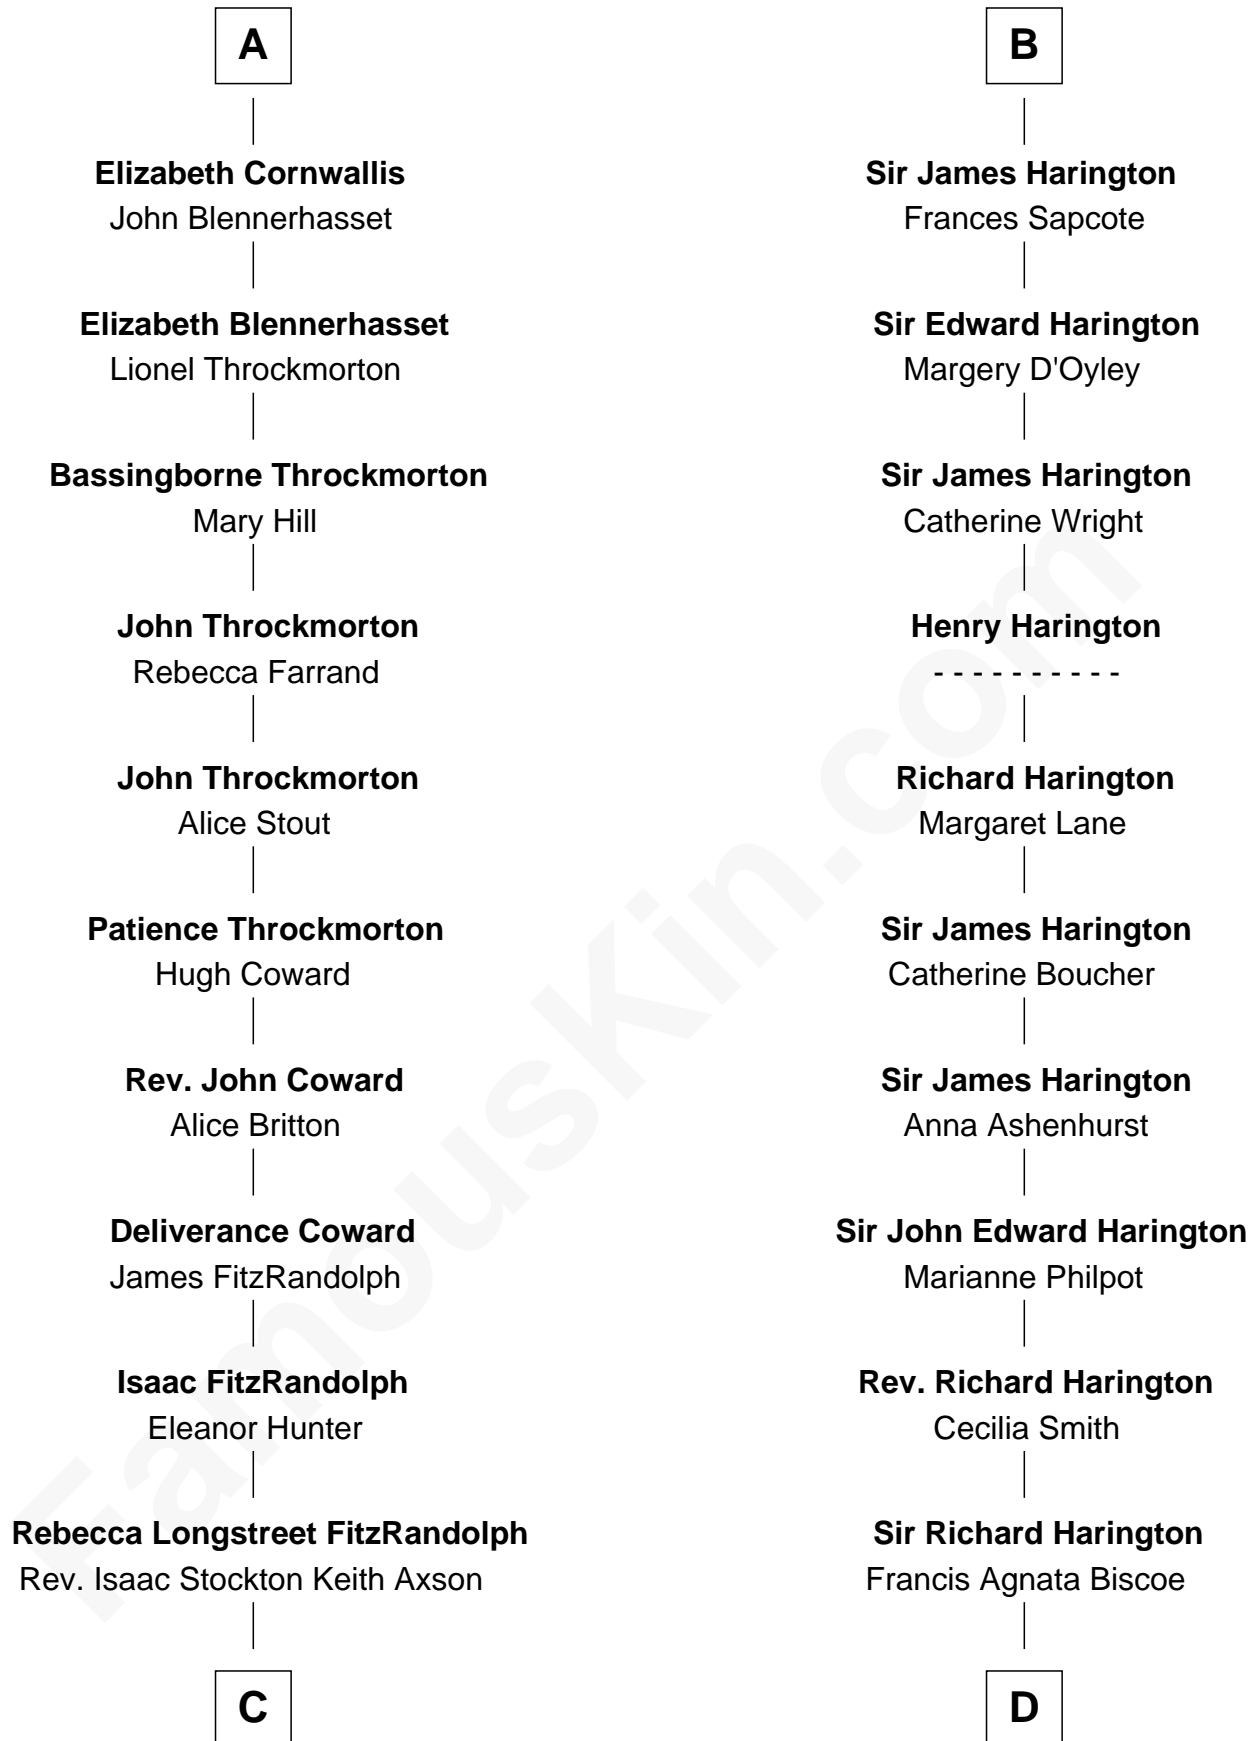 A
Elizabeth Cornwallis
John Blennerhasset
Elizabeth Blennerhasset
Lionel Throckmorton
Bassingborne Throckmorton
Mary Hill
John Throckmorton
Rebecca Farrand
John Throckmorton
Alice Stout
Patience Throckmorton
Hugh Coward
Rev. John Coward
Alice Britton
Deliverance Coward
James FitzRandolph
Isaac FitzRandolph
Eleanor Hunter
Rebecca Longstreet FitzRandolph
Rev. Isaac Stockton Keith Axson
C
B
Sir James Harington
Frances Sapcote
Sir Edward Harington
Margery D'Oyley
Sir James Harington
Catherine Wright
Henry Harington
- - - - - - - - - -
Richard Harington
Margaret Lane
Sir James Harington
Catherine Boucher
Sir James Harington
Anna Ashenhurst
Sir John Edward Harington
Marianne Philpot
Rev. Richard Harington
Cecilia Smith
Sir Richard Harington
Francis Agnata Biscoe
D
FamousKin.com